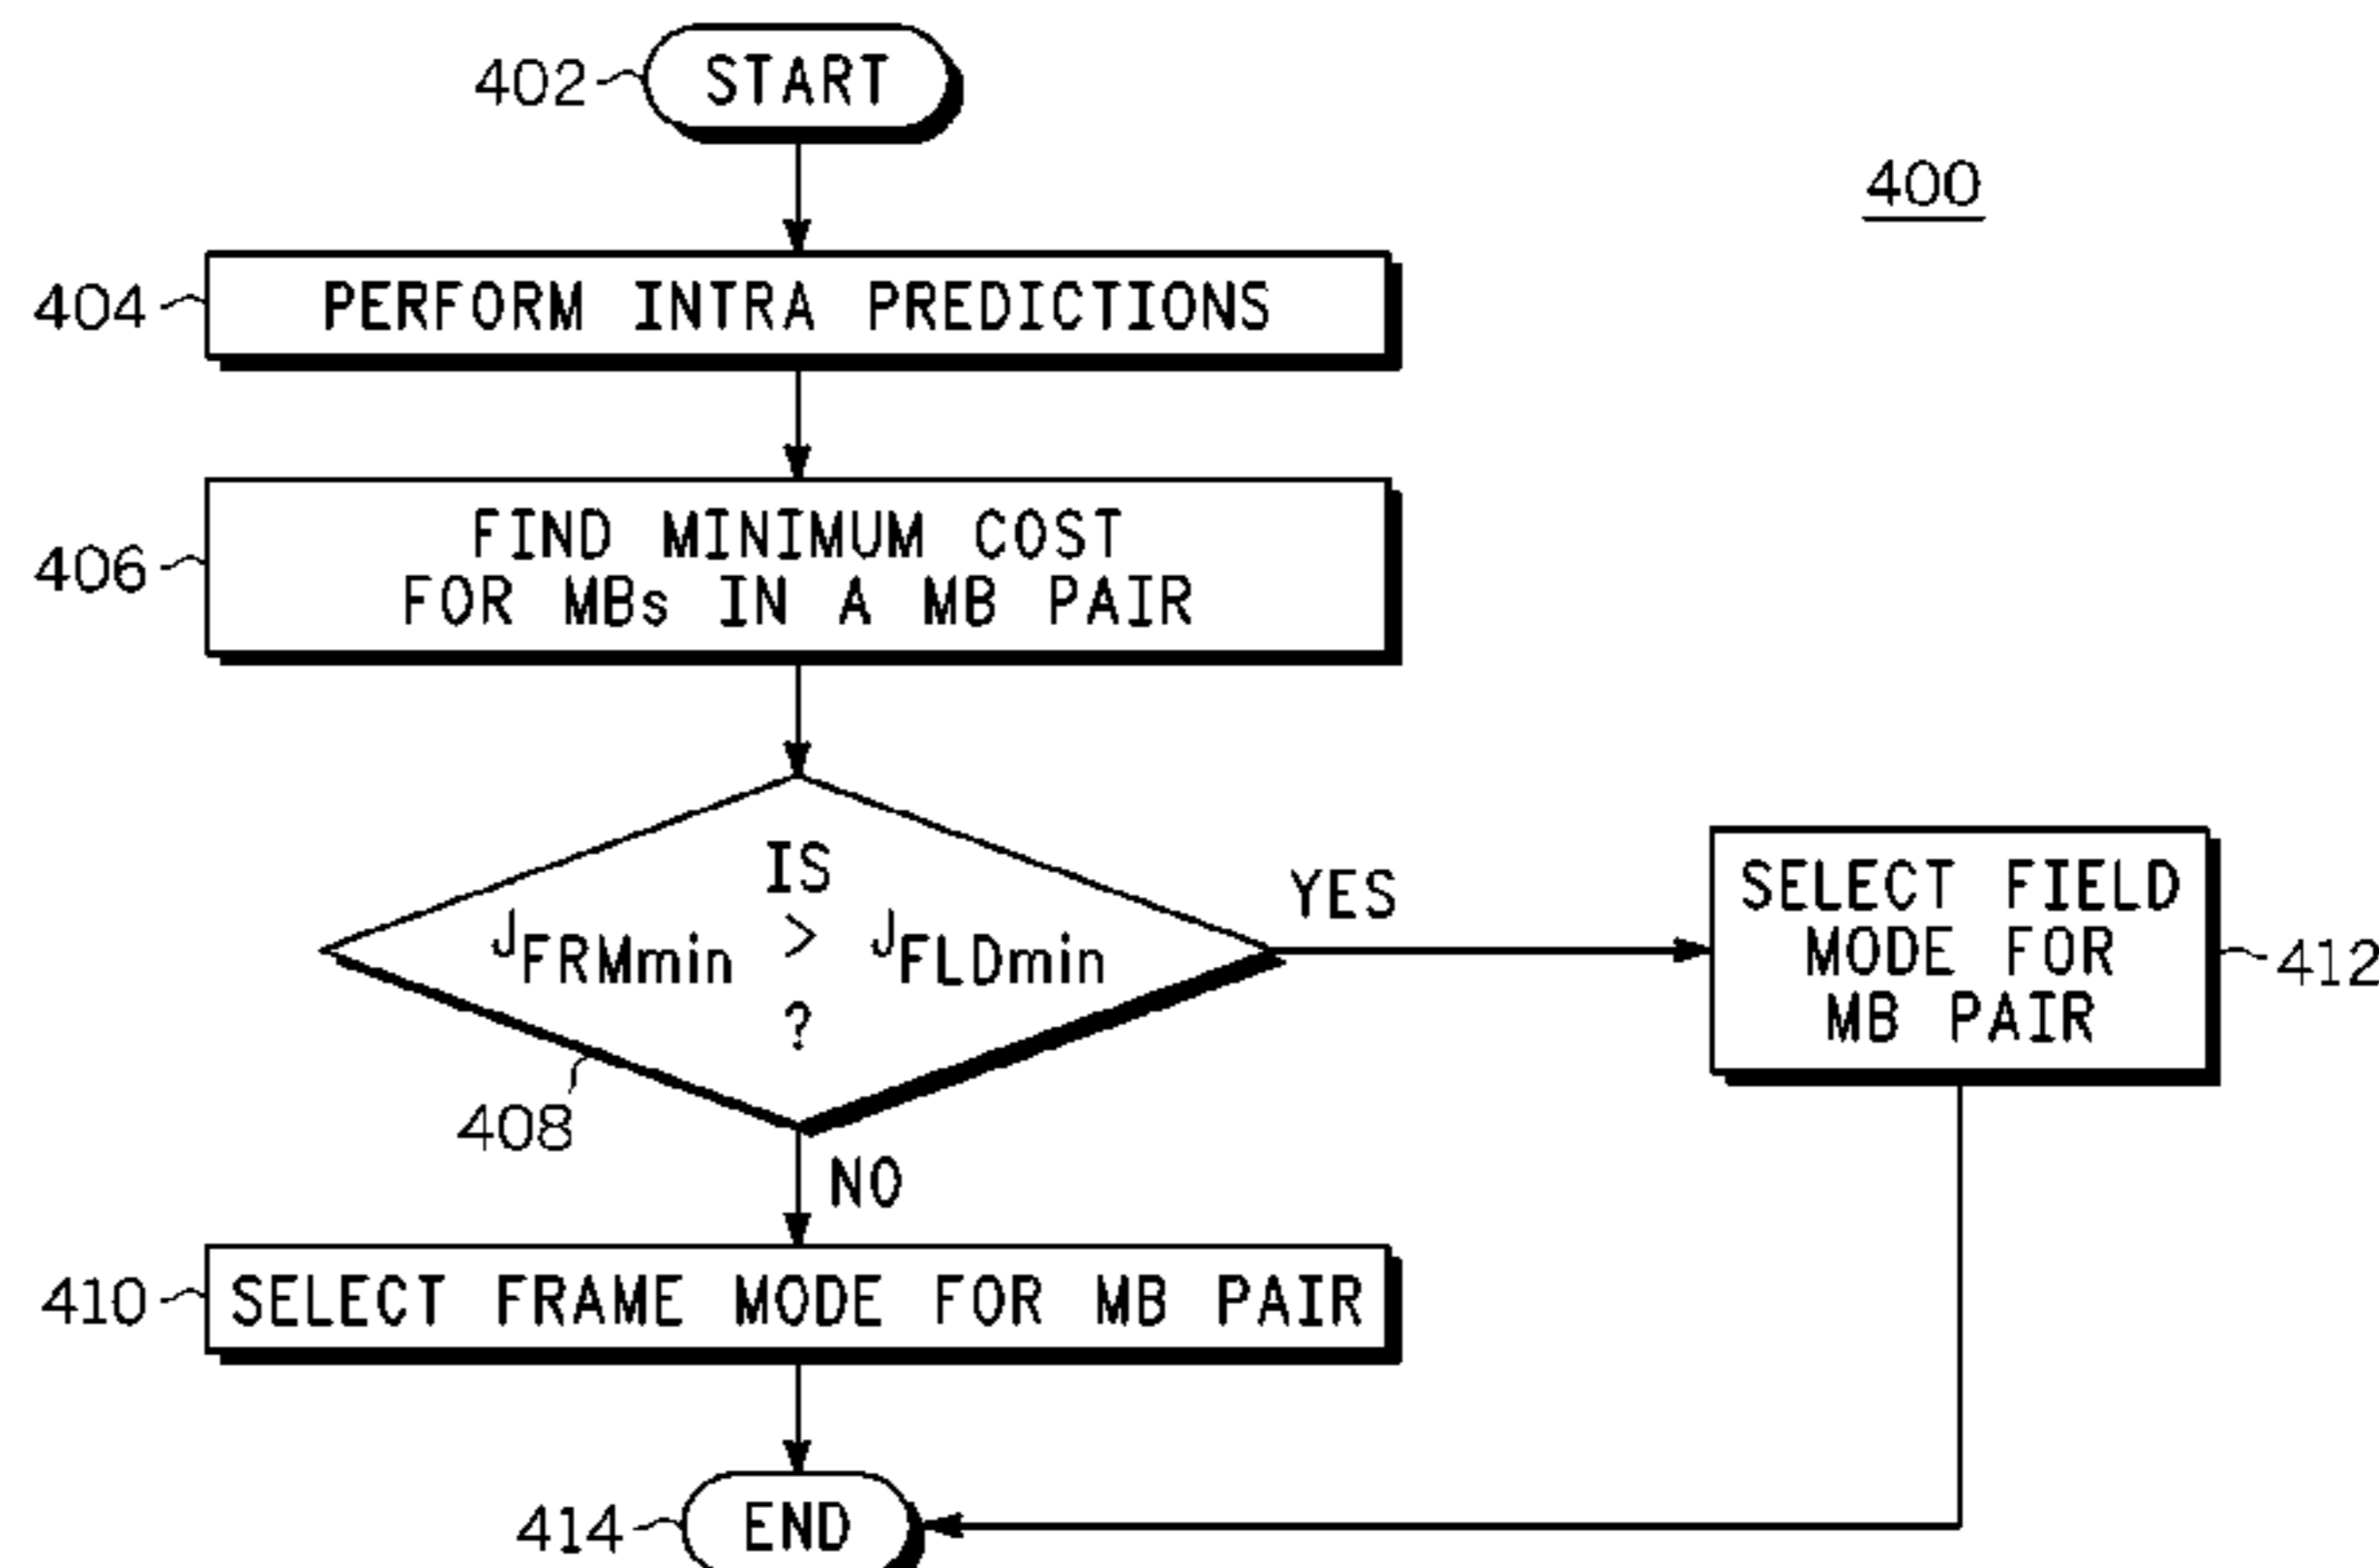 402
START
400
404
PERFORM INTRA PREDICTIONS
406
FIND MINIMUM COST
FOR MBs IN A MB PAIR
IS
JFRMmin > JFLDmin
?
YES
SELECT FIELD
MODE FOR
MB PAIR
412
408
NO
410
SELECT FRAME MODE FOR MB PAIR
414
END